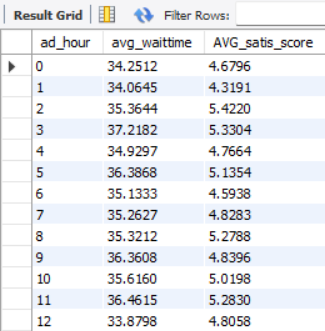 Result Grid Filter Rows:
ad_hour avg_waittime AVG_satis_score
0 34.2512 4.6796
1 34.0645 4.3191
2 35.3644 5.4220
3 37.2182 5.3304
4 34.9297 4.7664
5 36.3868 5.1354
6 35.1333 4.5938
7 35.2627 4.8283
8 35.3212 5.2788
9 36.3608 4.8396
10 35.6160 5.0198
11 36.4615 5.2830
12 33.8798 4.8058